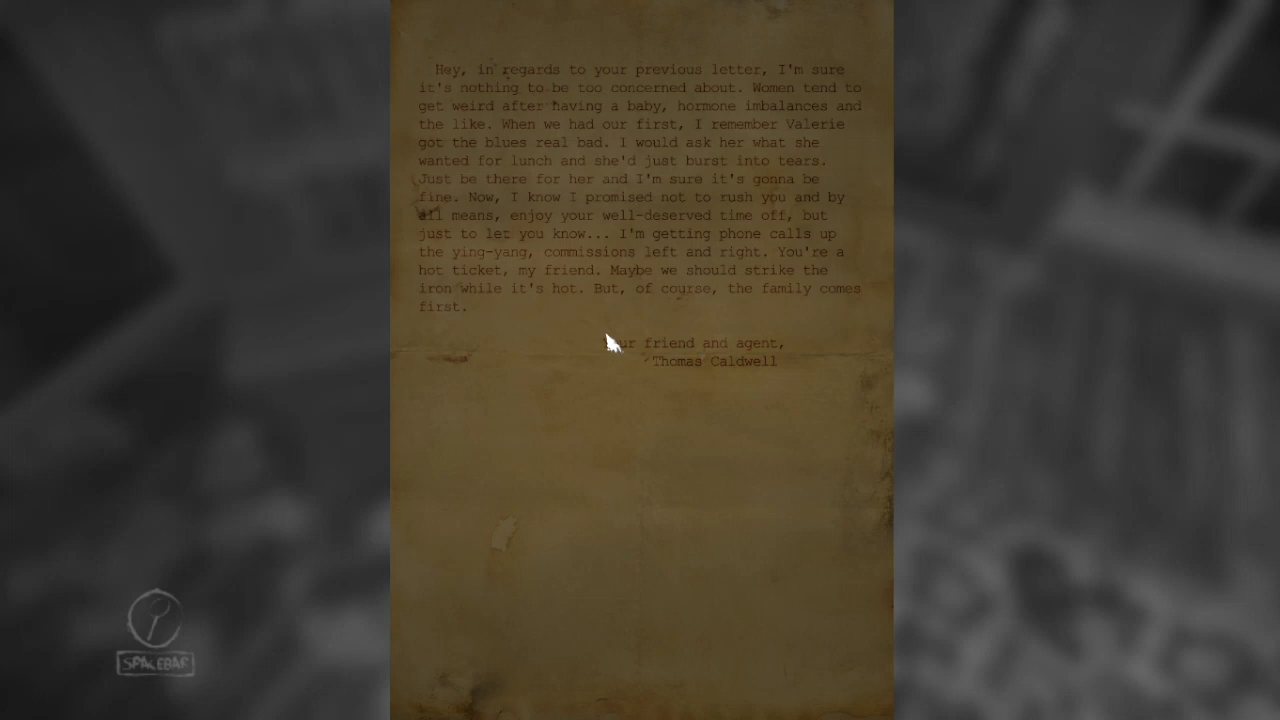 Hey, in regards to your previous letter, I'm sure
it's nothing to be too concerned about. Women tend to
get weird after having a baby, hormone imbalances and
the like. When we had our first, I remember Valerie
got the blues real bad. I would ask her what she
wanted for lunch and she'd just burst into tears.
Just be there for her and I'm sure it's gonna be
fine. Now, I know I promised not to rush you and by
all means, enjoy your well-deserved time off, but
just to let you know... I'm getting phone calls up
the ying-yang, commissions left and right. You're a
hot ticket, my friend. Maybe we should strike the
iron while it's hot. But, of course, the family comes
first.
friend and agent,
Thomas Caldwell
SPACEBAR